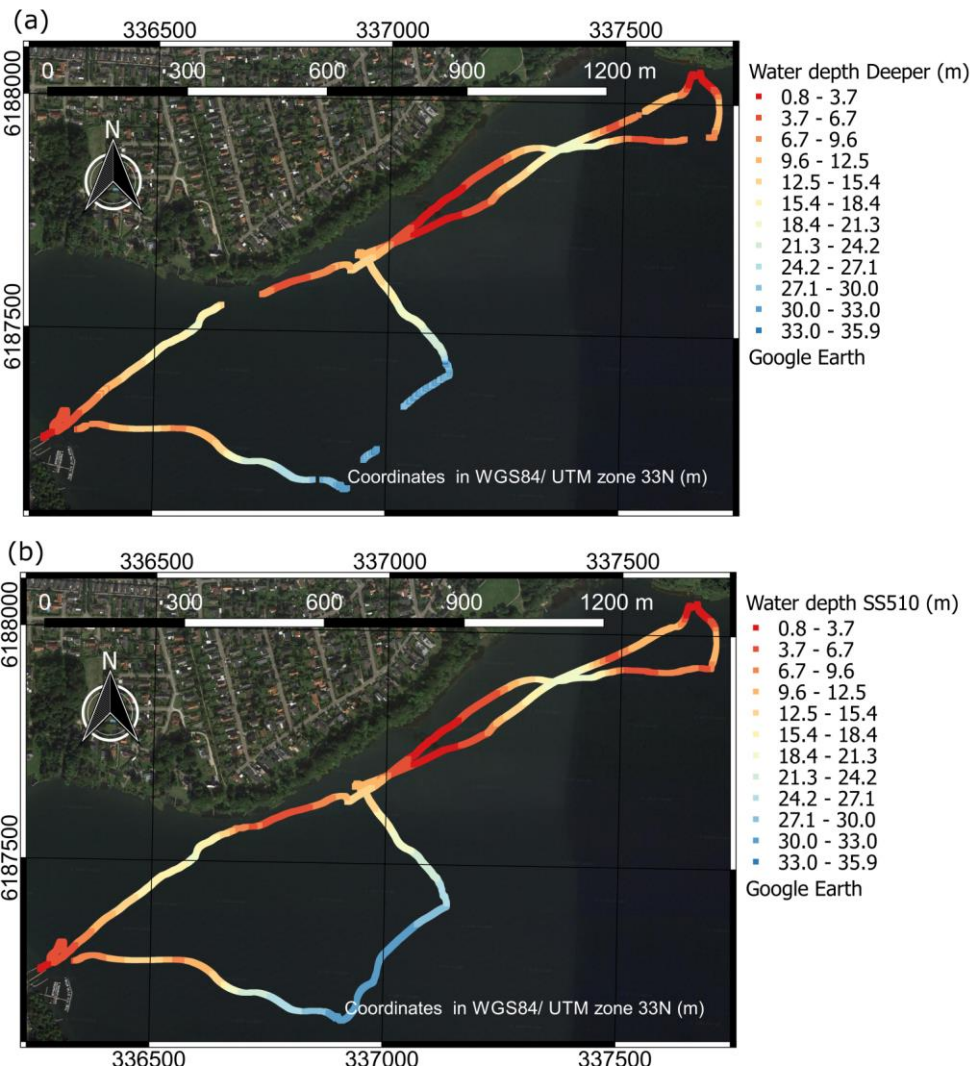 (a)
336500 337000 337500
0 300 600 900 1200 m
6188000
N
6187500
Coordinates in WGS84/ UTM zone 33N (m)
Water depth Deeper (m)
0.8 - 3.7
3.7 - 6.7
6.7 - 9.6
9.6 - 12.5
12.5 - 15.4
15.4 - 18.4
18.4 - 21.3
21.3 - 24.2
24.2 - 27.1
27.1 - 30.0
30.0 - 33.0
33.0 - 35.9
Google Earth
(b)
336500 337000 337500
0 300 600 900 1200 m
6188000
N
6187500
Coordinates in WGS84/ UTM zone 33N (m)
336500 337000 337500
Water depth SS510 (m)
0.8 - 3.7
3.7 - 6.7
6.7 - 9.6
9.6 - 12.5
12.5 - 15.4
15.4 - 18.4
18.4 - 21.3
21.3 - 24.2
24.2 - 27.1
27.1 - 30.0
30.0 - 33.0
33.0 - 35.9
Google Earth